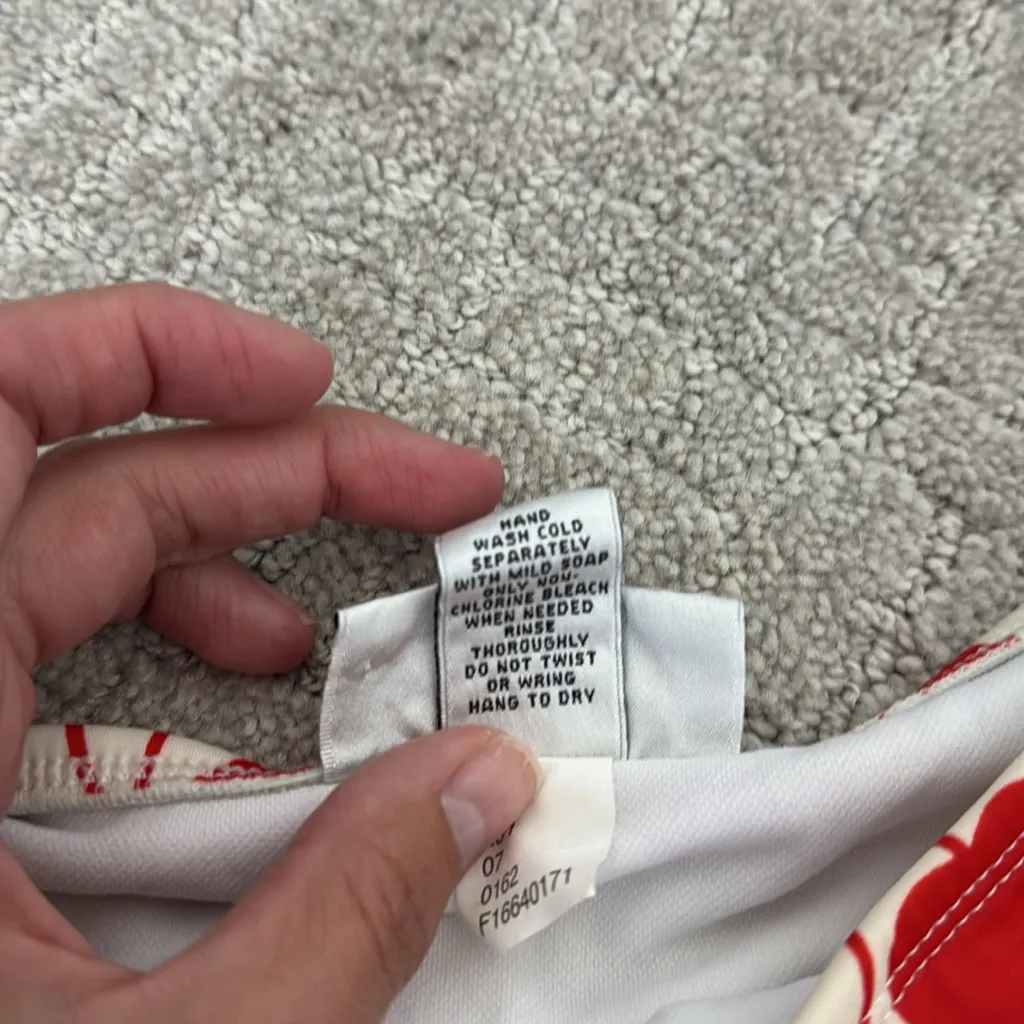 HAND
WASH COLD
SEPARATELY
WITH MILD SOAP
ONLY NON-
CHLORINE BLEACH
WHEN NEEDED
RINSE
THOROUGHLY
DO NOT TWIST
OR WRING
HANG TO DRY
07
0162
F16640171